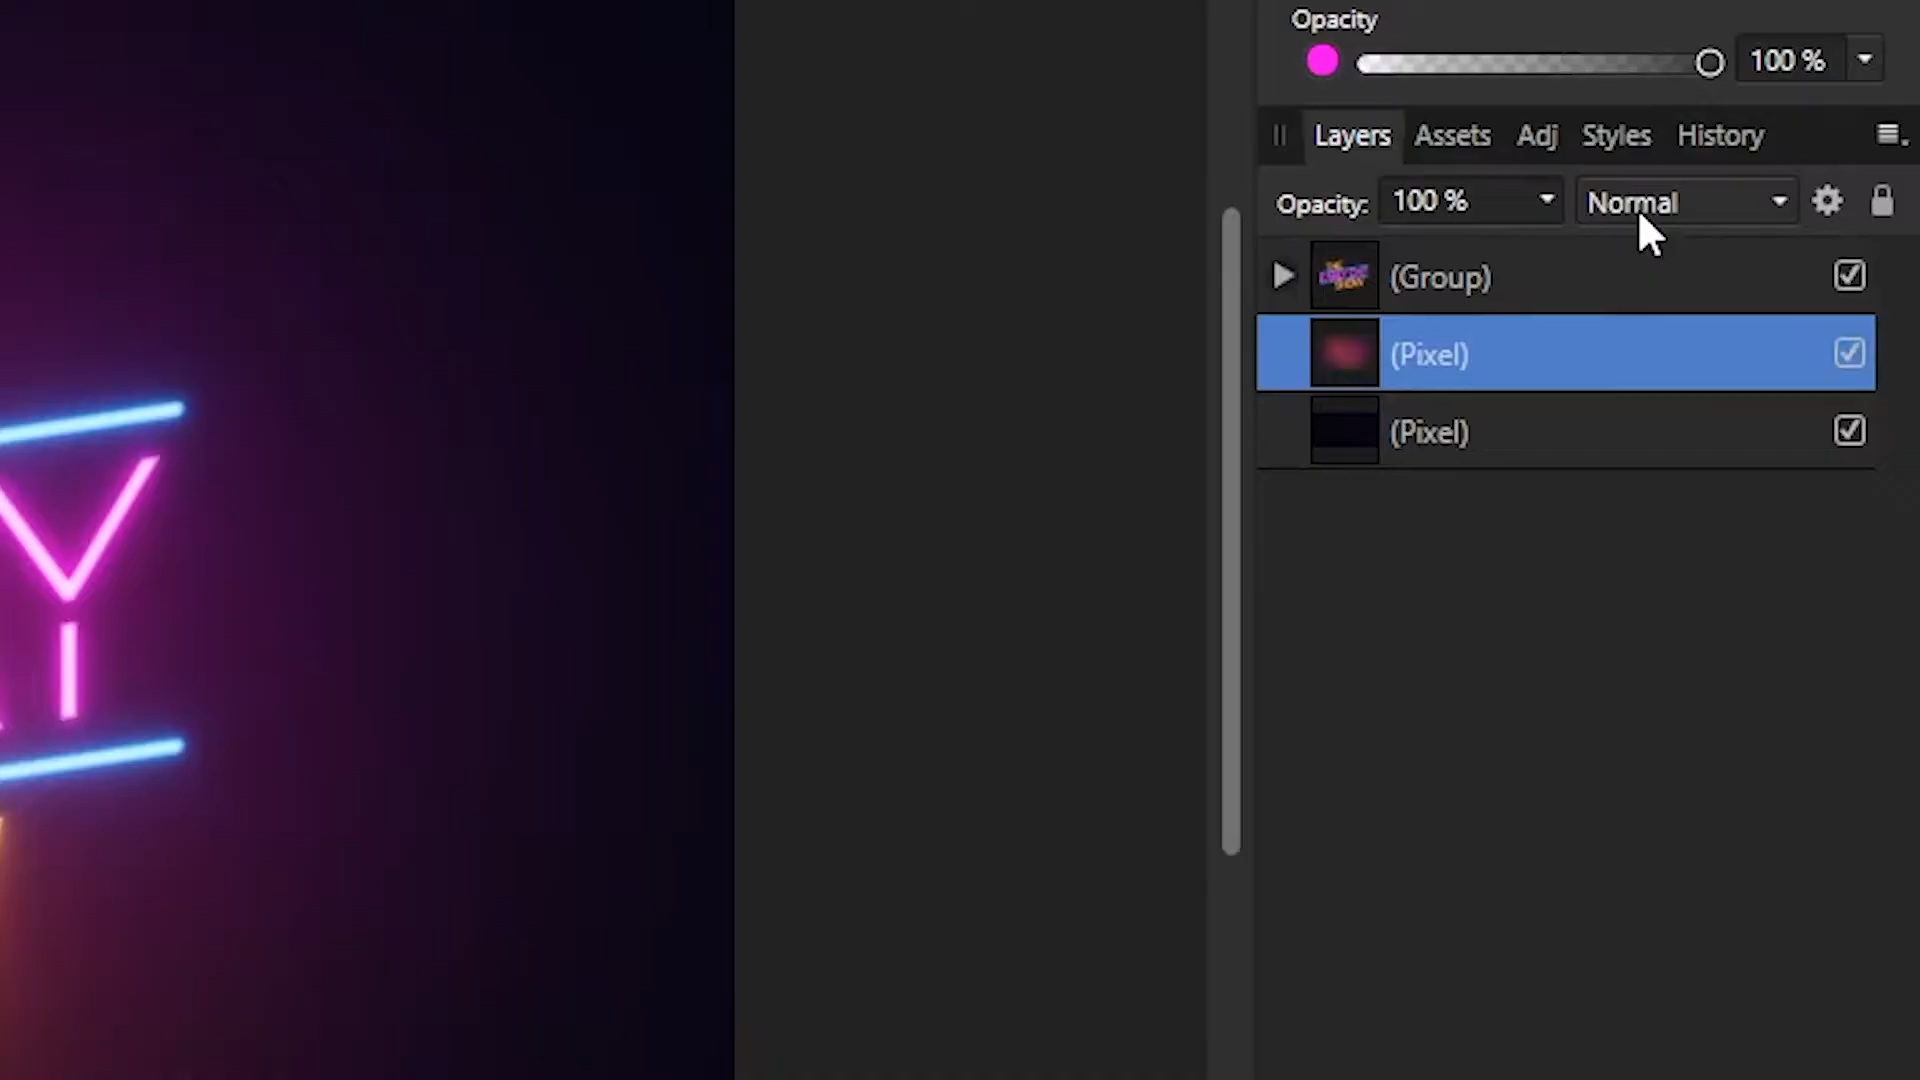 Opacity
100 %
Layers Assets Adj Styles History
Opacity: 100 % Normal
(Group)
(Pixel)
(Pixel)
Y